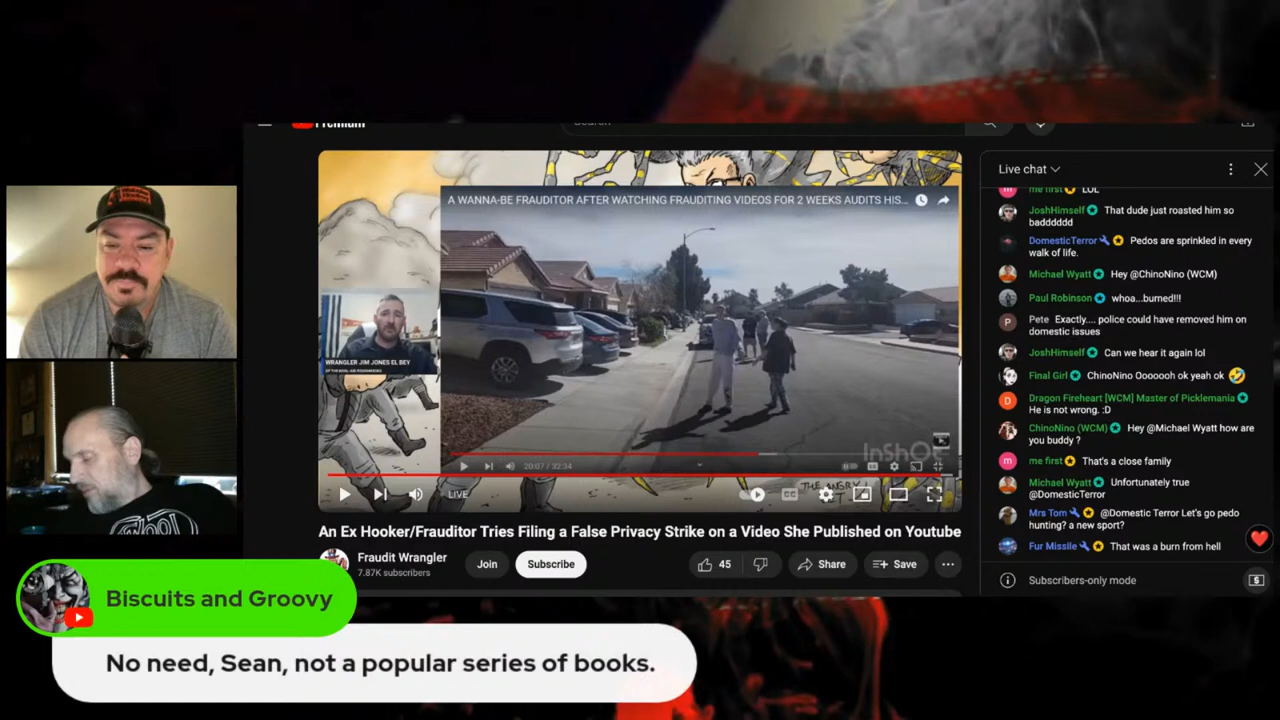 Premium
Search
A WANNA-BE FRAUDITOR AFTER WATCHING FRAUDITING VIDEOS FOR 2 WEEKS AUDITS HIS...
WRANGLER JIM JONES EL BEY
InShOt
20:07 / 32:34
LIVE
An Ex Hooker/Frauditor Tries Filing a False Privacy Strike on a Video She Published on Youtube
Fraudit Wrangler
7.87K subscribers
Join
Subscribe
45
Share
Save
Live chat
me first LOL
JoshHimself That dude just roasted him so
badddddd
DomesticTerror Pedos are sprinkled in every
walk of life.
Michael Wyatt Hey @ChinoNino (WCM)
Paul Robinson whoa...burned!!!
Pete Exactly.... police could have removed him on
domestic issues
JoshHimself Can we hear it again lol
Final Girl ChinoNino Ooooooh ok yeah ok
Dragon Fireheart [WCM] Master of Picklemania
He is not wrong. :D
ChinoNino (WCM) Hey @Michael Wyatt how are
you buddy ?
me first That's a close family
Michael Wyatt Unfortunately true
@DomesticTerror
Mrs Tom @Domestic Terror Let's go pedo
hunting? a new sport?
Fur Missile That was a burn from hell
Subscribers-only mode
Biscuits and Groovy
No need, Sean, not a popular series of books.